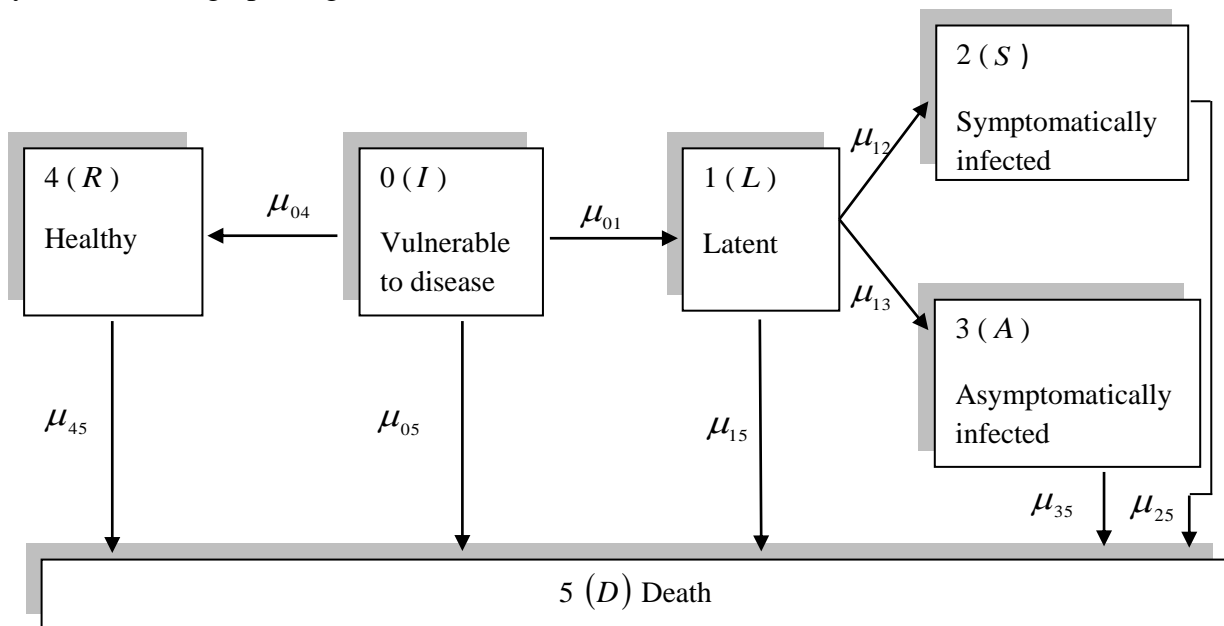 2 (S)
Symptomatically
infected
μ12
4 (R)
Healthy
μ04
0 (I)
Vulnerable
to disease
μ01
1 (L)
Latent
μ13
3 (A)
Asymptomatically
infected
μ45
μ05
μ15
μ35
μ25
5 (D) Death